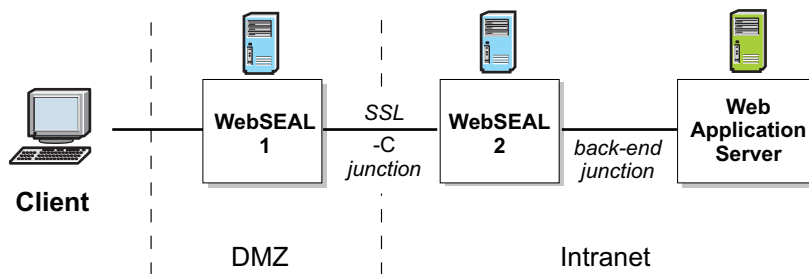 Client
WebSEAL
1
SSL
-C
junction
WebSEAL
2
back-end
junction
Web
Application
Server
DMZ
Intranet